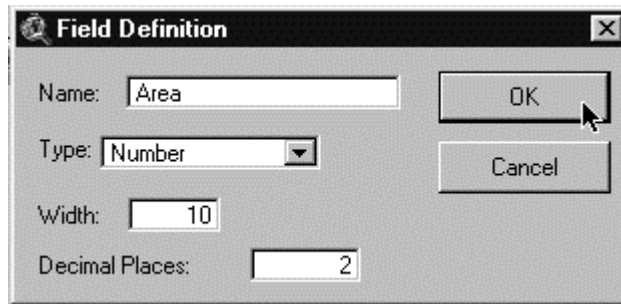 Field Definition
Name: Area
OK
Type: Number
Cancel
Width: 10
Decimal Places: 2